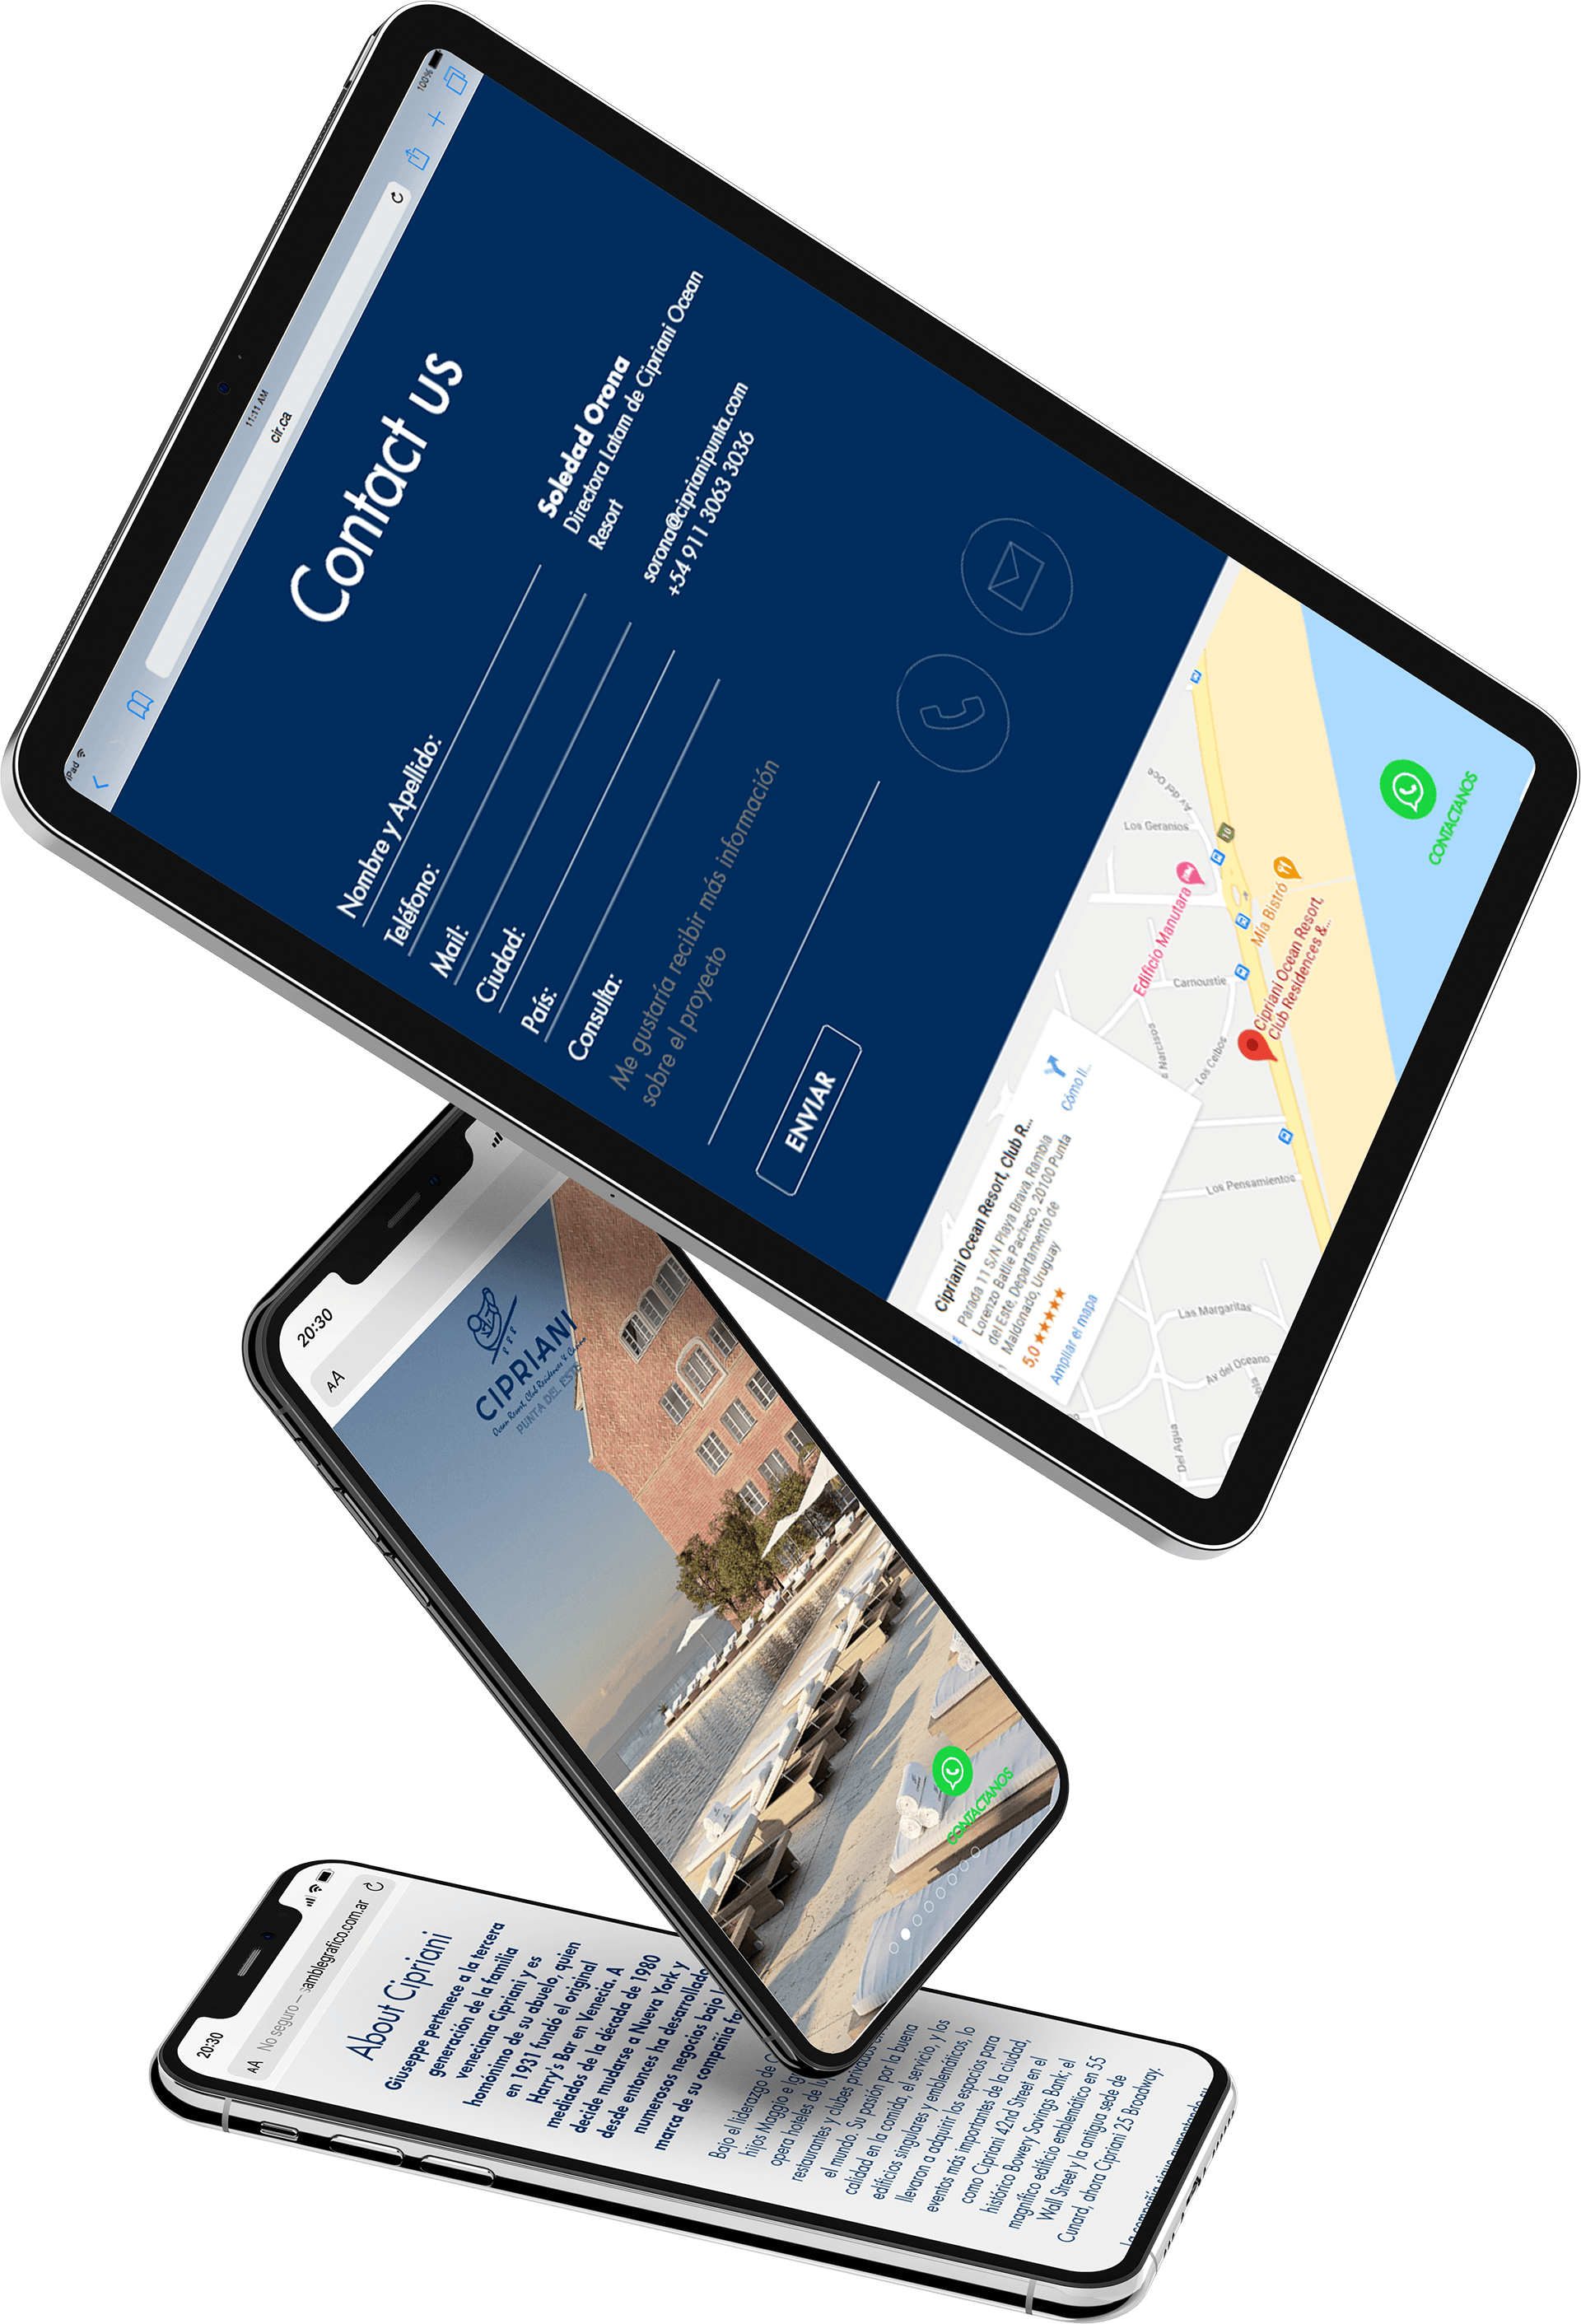 iPad
11:11 AM
100%
cir.ca
Contact us
Nombre y Apellido:
Teléfono:
Mail:
Ciudad:
País:
Consulta:
Me gustaría recibir más información
sobre el proyecto
ENVIAR
Soledad Orona
Directora Latam de Cipriani Ocean
Resort
sorona@ciprianipunta.com
+54 911 3063 3036
Cipriani Ocean Resort, Club R...
Parada 11 S/N Playa Brava, Rambla
Lorenzo Batlle Pacheco, 20100 Punta
del Este, Departamento de
Maldonado, Uruguay
5,0 ★★★★★
Ampliar el mapa
Cómo ll...
Av del Oce
Los Geranios
10
Edificio Manutara
Mía Bistró
Carnoustie
Cipriani Ocean Resort,
Club Residences &...
Narcisos
Los Ceibos
Los Pensamientos
Las Margaritas
Av del Oceano
Del Agua
CONTACTANOS
20:30
AA
CIPRIANI
Ocean Resort, Club Residences & Casino
PUNTA DEL ESTE
CONTACTANOS
20:30
AA No seguro — samblegrafico.com.ar
About Cipriani
Giuseppe pertenece a la tercera
generación de la familia
veneciana Cipriani y es
homónimo de su abuelo, quien
en 1931 fundó el original
Harry's Bar en Venecia. A
mediados de la década de 1980
decide mudarse a Nueva York y
desde entonces ha desarrollado
numerosos negocios bajo l
marca de su compañía fa
Bajo el liderazgo de
hijos Maggio e Ig
opera hoteles de lu
restaurantes y clubes privados
el mundo. Su pasión por la buena
calidad en la comida, el servicio, y los
edificios singulares y emblemáticos, lo
llevaron a adquirir los espacios para
eventos más importantes de la ciudad,
como Cipriani 42nd Street en el
histórico Bowery Savings Bank; el
magnífico edificio emblemático en 55
Wall Street y la antigua sede de
Cunard, ahora Cipriani 25 Broadway.
La compañía sigue aumentando su